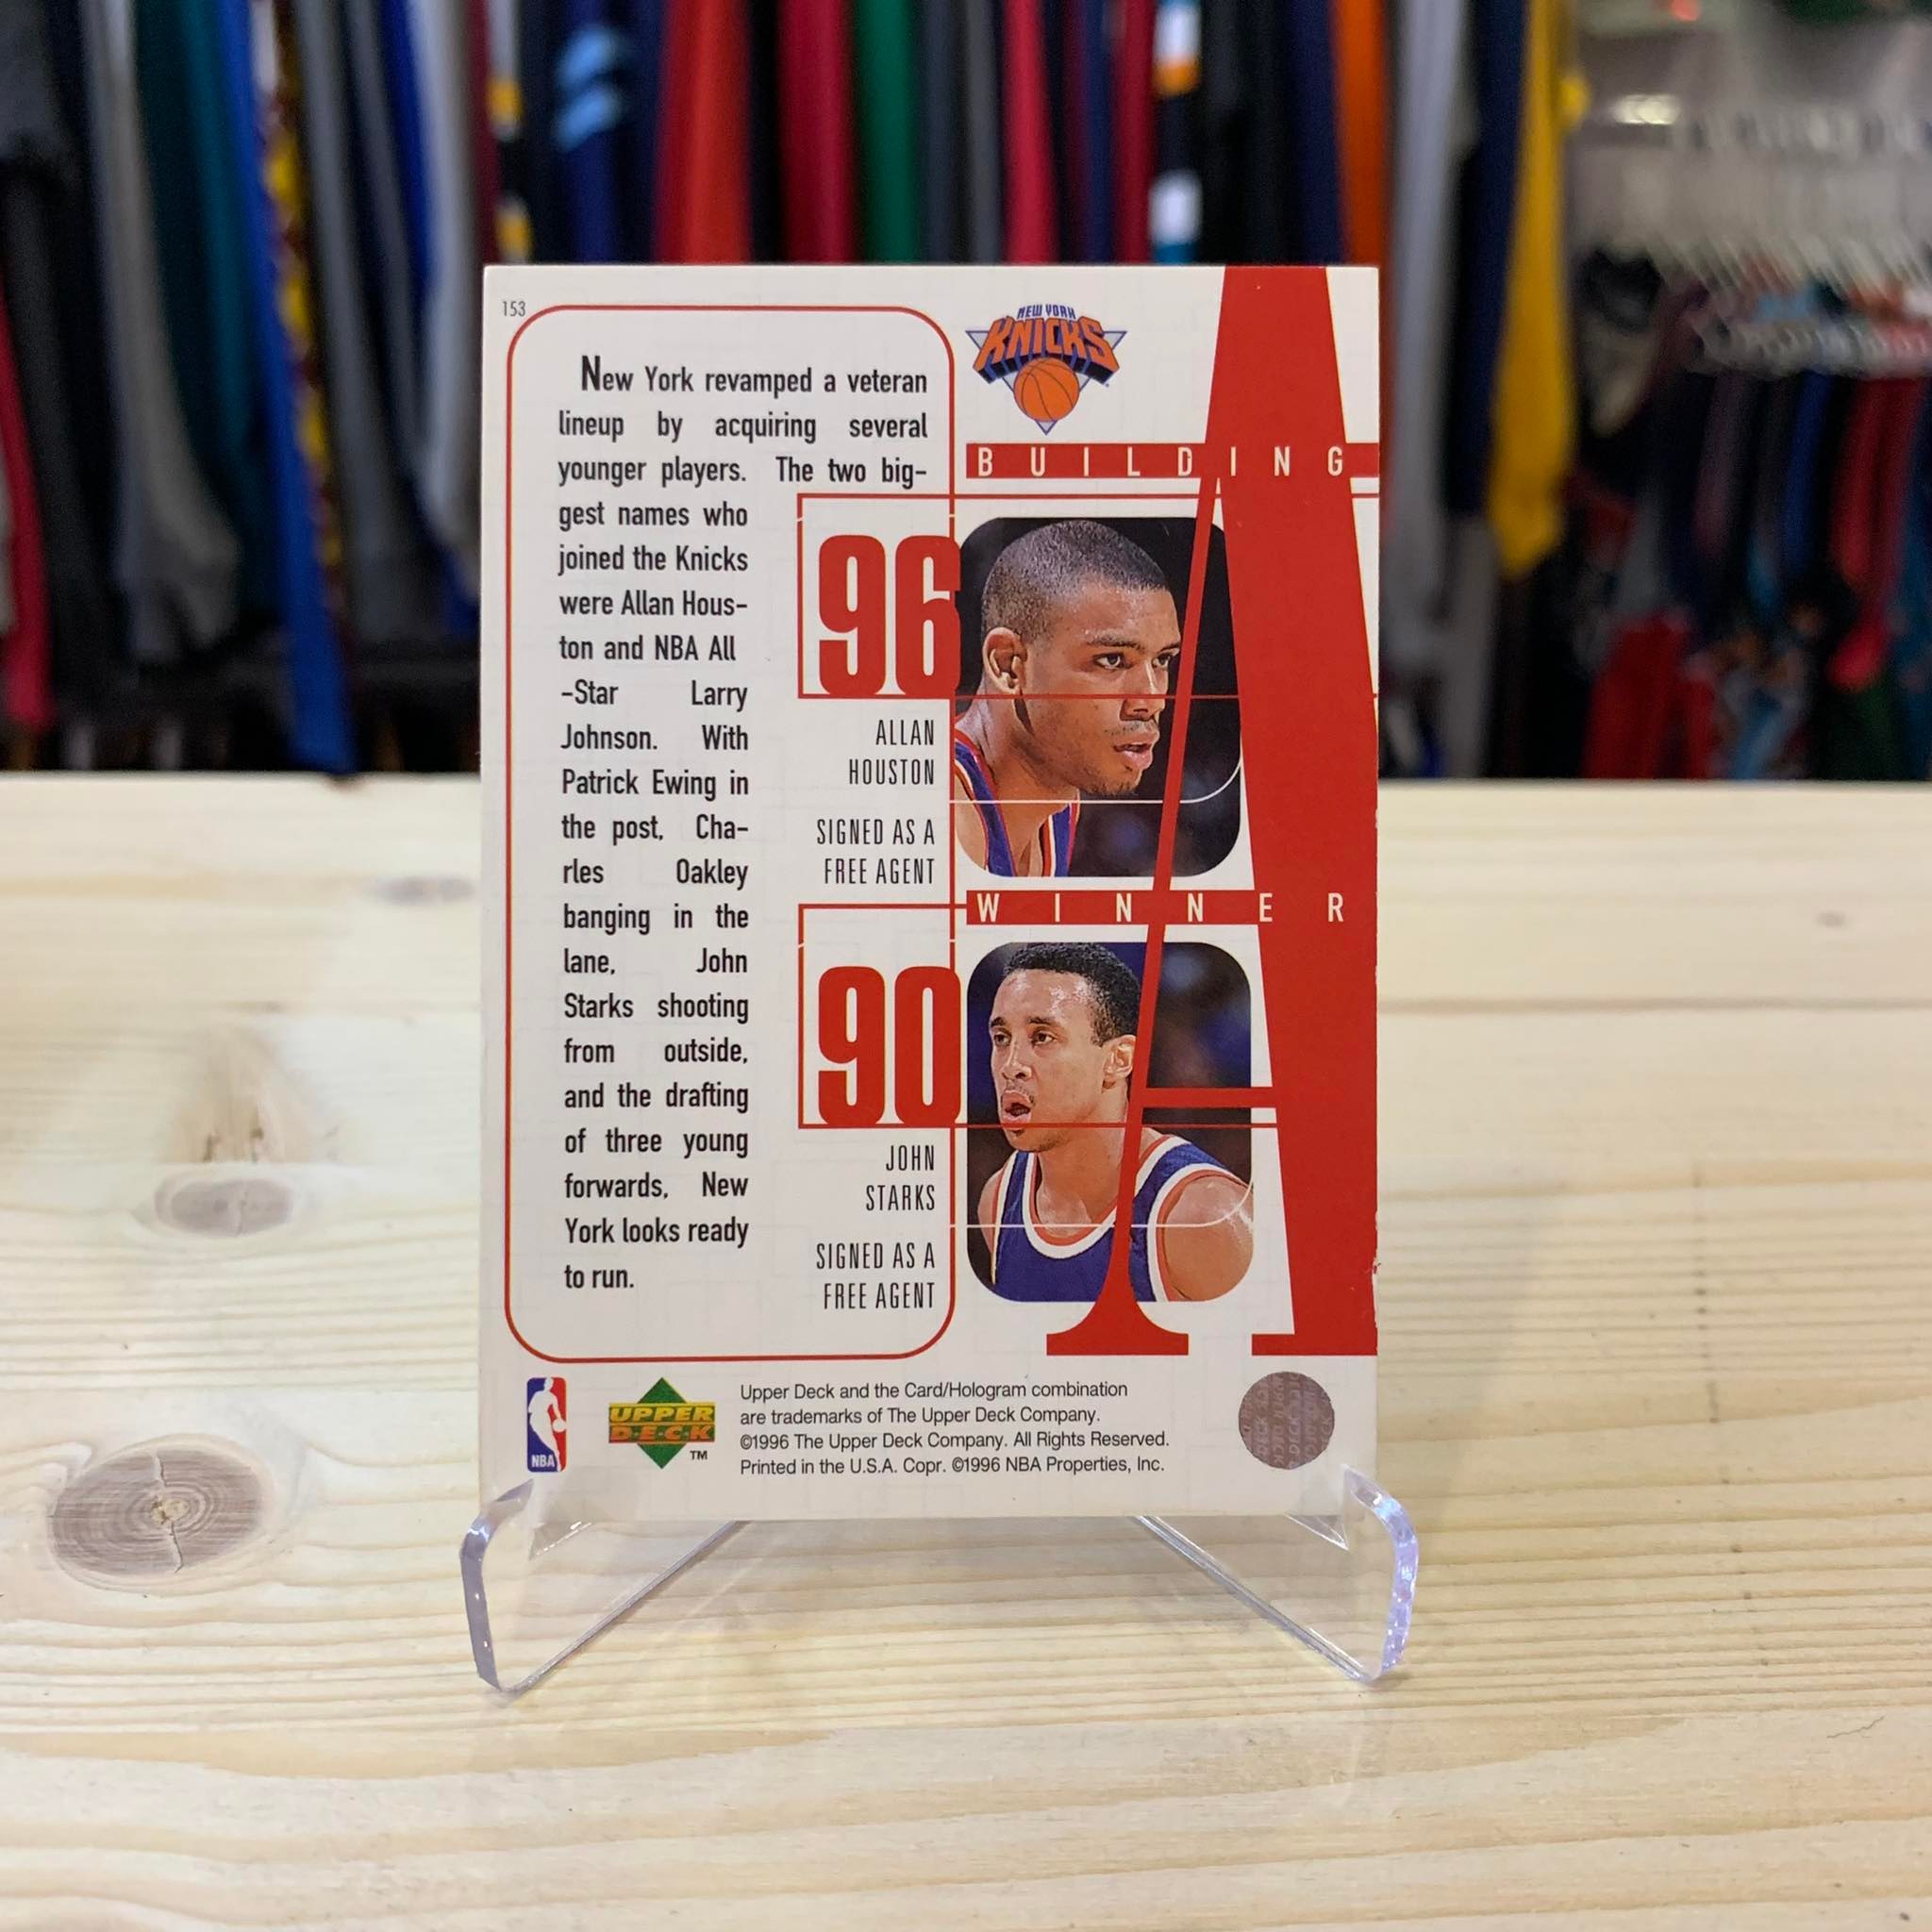 153
New York revamped a veteran
lineup by acquiring several
younger players. The two big-
gest names who
joined the Knicks
were Allan Hous-
ton and NBA All
-Star Larry
Johnson. With
Patrick Ewing in
the post, Cha-
rles Oakley
banging in the
lane, John
Starks shooting
from outside,
and the drafting
of three young
forwards, New
York looks ready
to run.
NEW YORK
KNICKS
BUILDING
A
96
ALLAN
HOUSTON
SIGNED AS A
FREE AGENT
WINNER
90
JOHN
STARKS
SIGNED AS A
FREE AGENT
NBA
UPPER
D·E·C·K
TM
Upper Deck and the Card/Hologram combination
are trademarks of The Upper Deck Company.
©1996 The Upper Deck Company. All Rights Reserved.
Printed in the U.S.A. Copr. ©1996 NBA Properties, Inc.